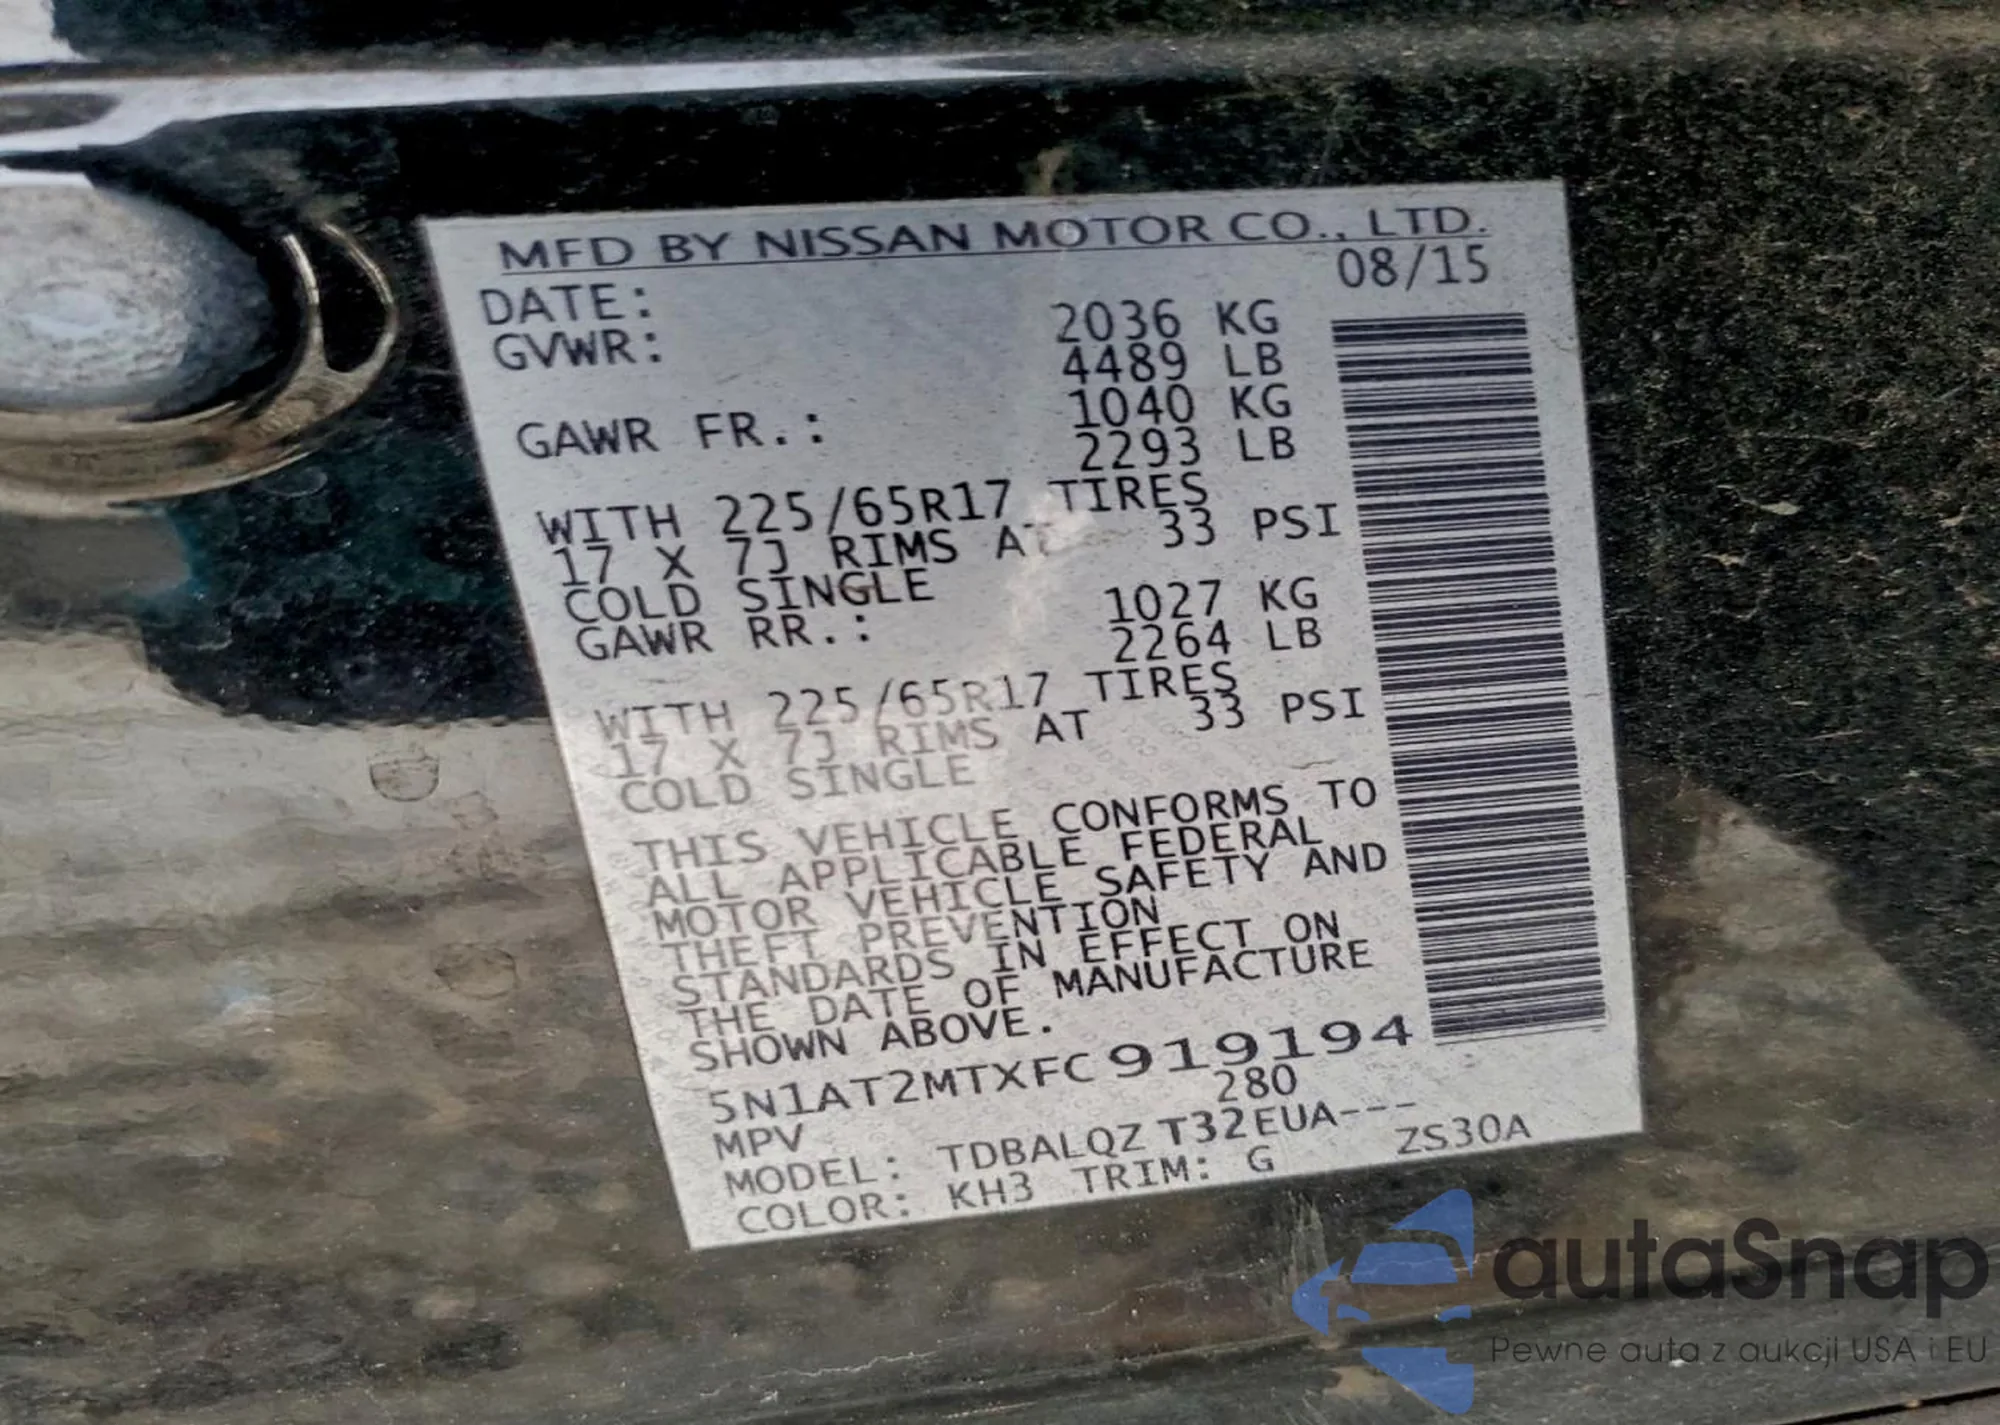 MFD BY NISSAN MOTOR CO., LTD.
DATE: 08/15
GVWR: 2036 KG
4489 LB
GAWR FR.: 1040 KG
2293 LB
WITH 225/65R17 TIRES
17 X 7J RIMS AT 33 PSI
COLD SINGLE
GAWR RR.: 1027 KG
2264 LB
WITH 225/65R17 TIRES
17 X 7J RIMS AT 33 PSI
COLD SINGLE
THIS VEHICLE CONFORMS TO
ALL APPLICABLE FEDERAL
MOTOR VEHICLE SAFETY AND
THEFT PREVENTION
STANDARDS IN EFFECT ON
THE DATE OF MANUFACTURE
SHOWN ABOVE.
5N1AT2MTXFC919194
MPV 280
MODEL: TDBALQZ T32EUA---
COLOR: KH3 TRIM: G ZS30A
autaSnap
Pewne auta z aukcji USA i EU